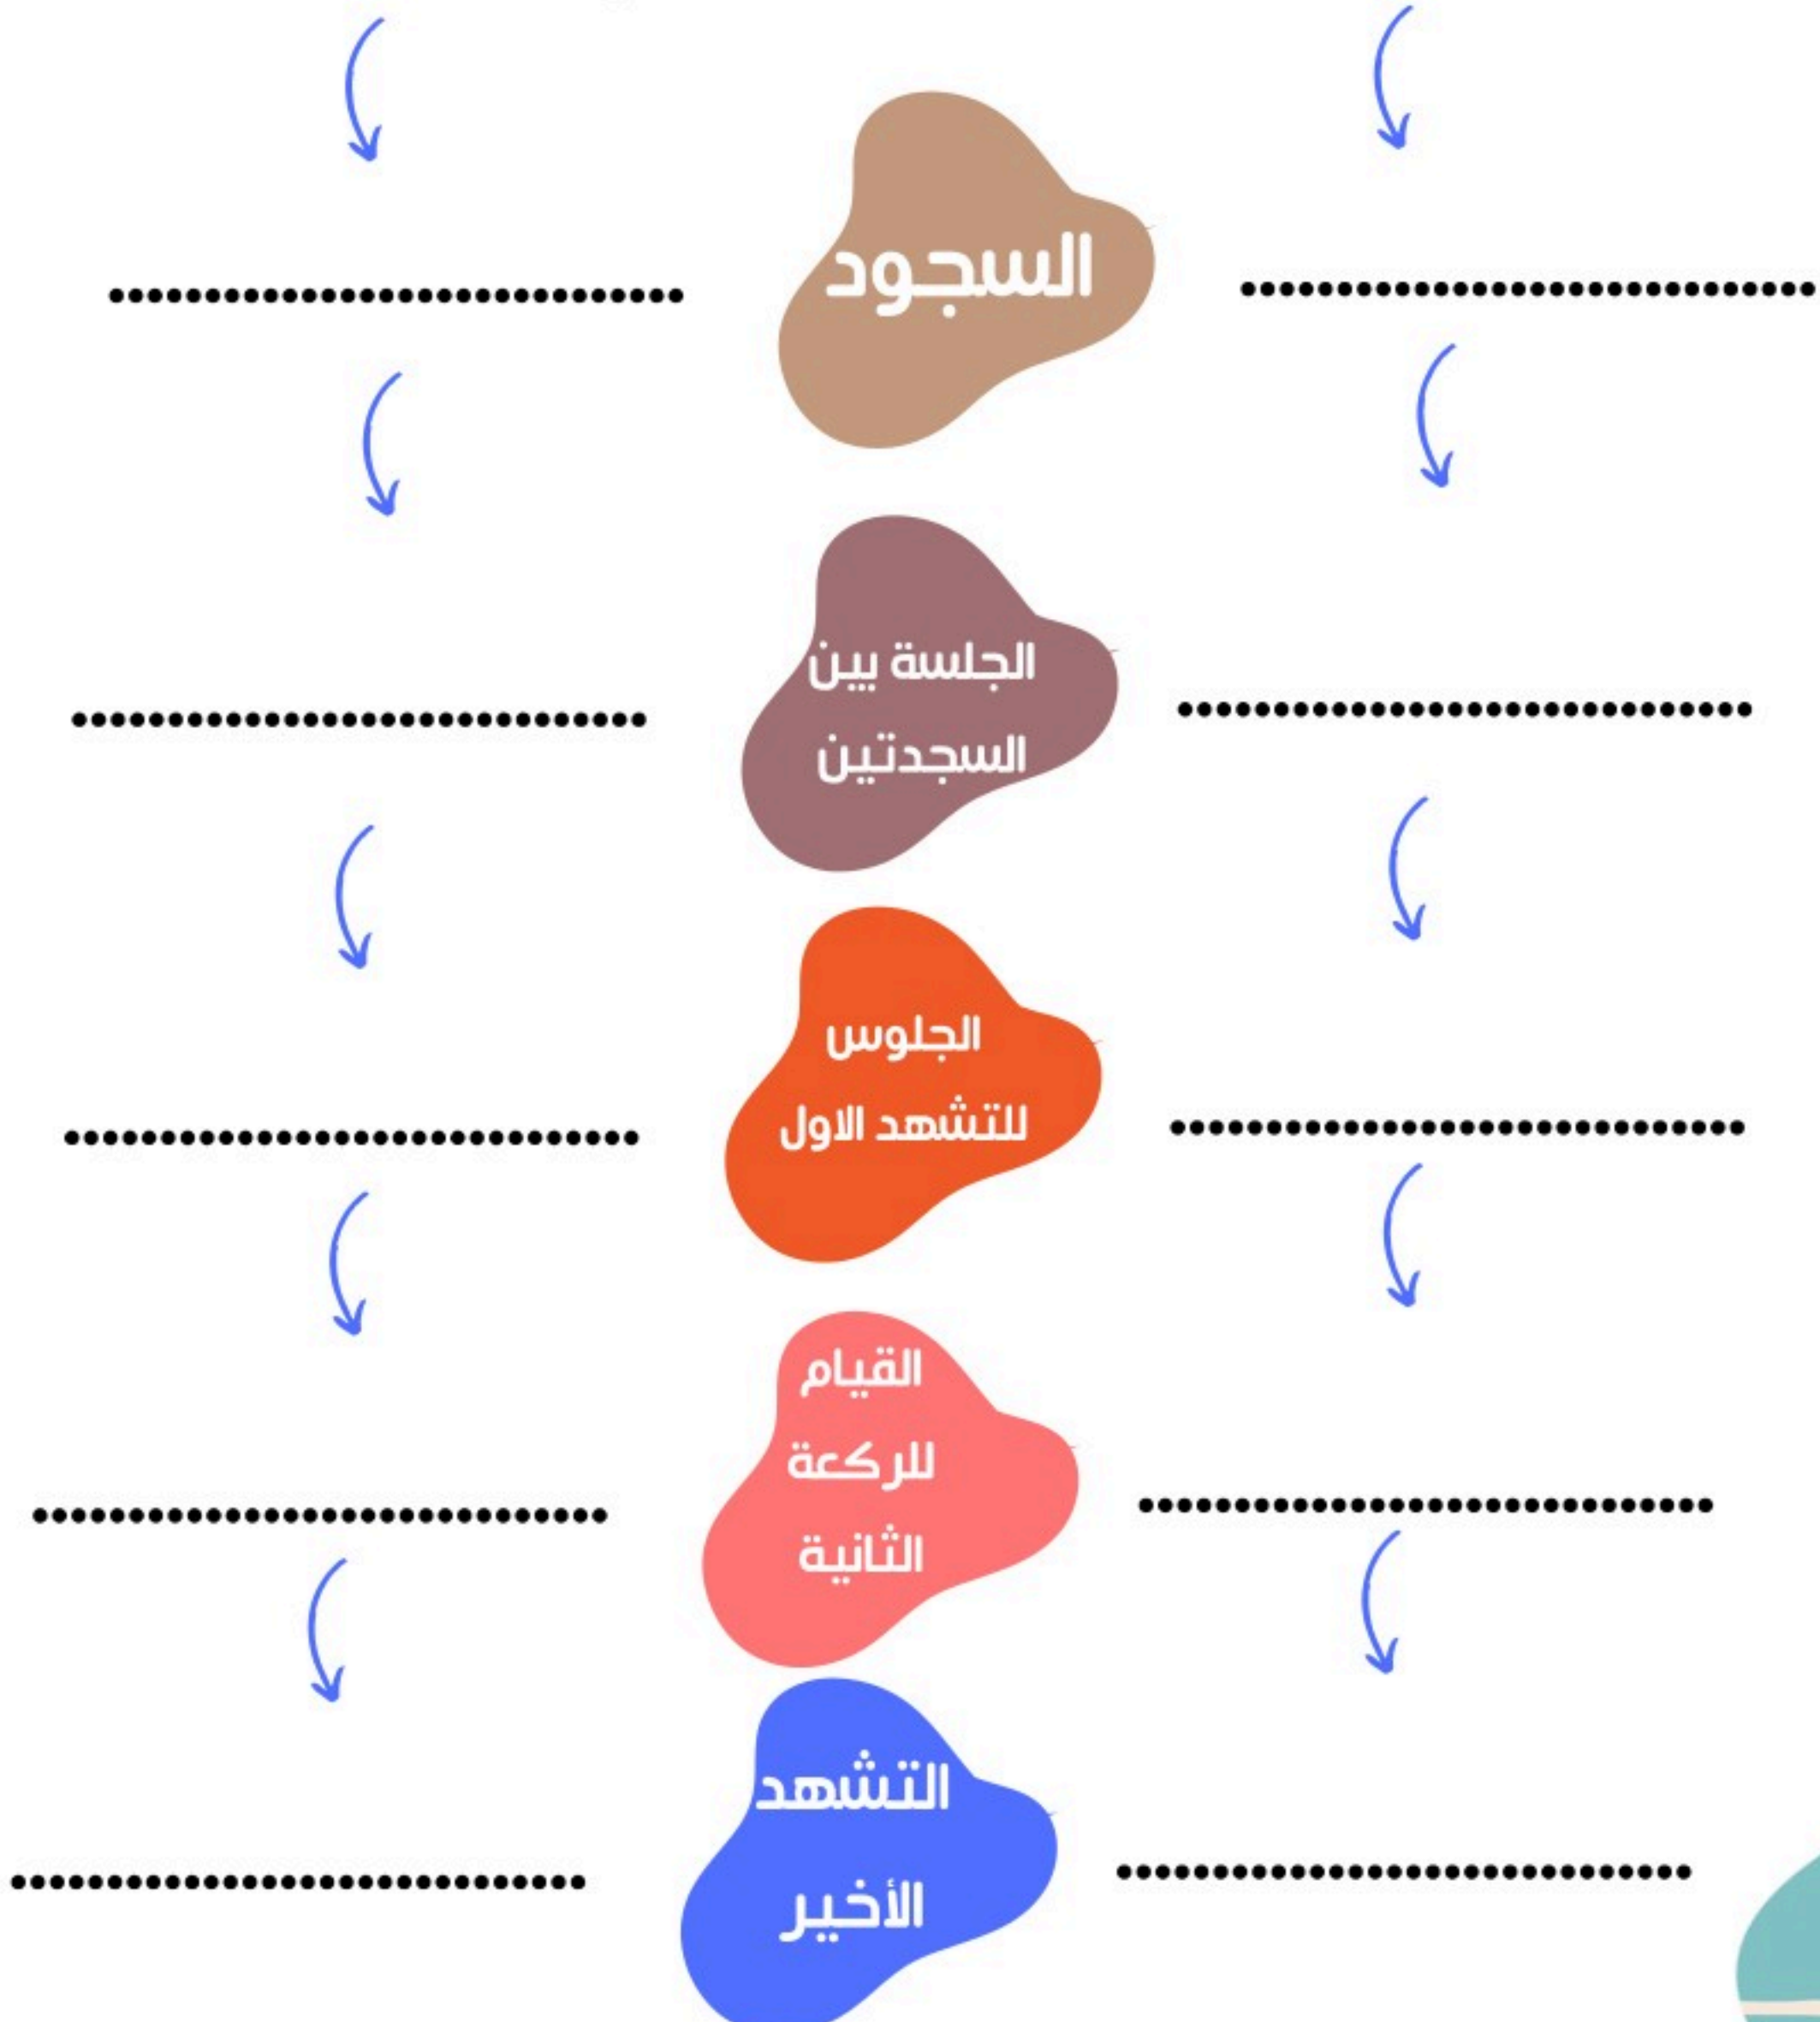 السجود
الجلسة بين
السجدتين
الجلوس
للتشهد الاول
القيام
للركعة
الثانية
التشهد
الأخير